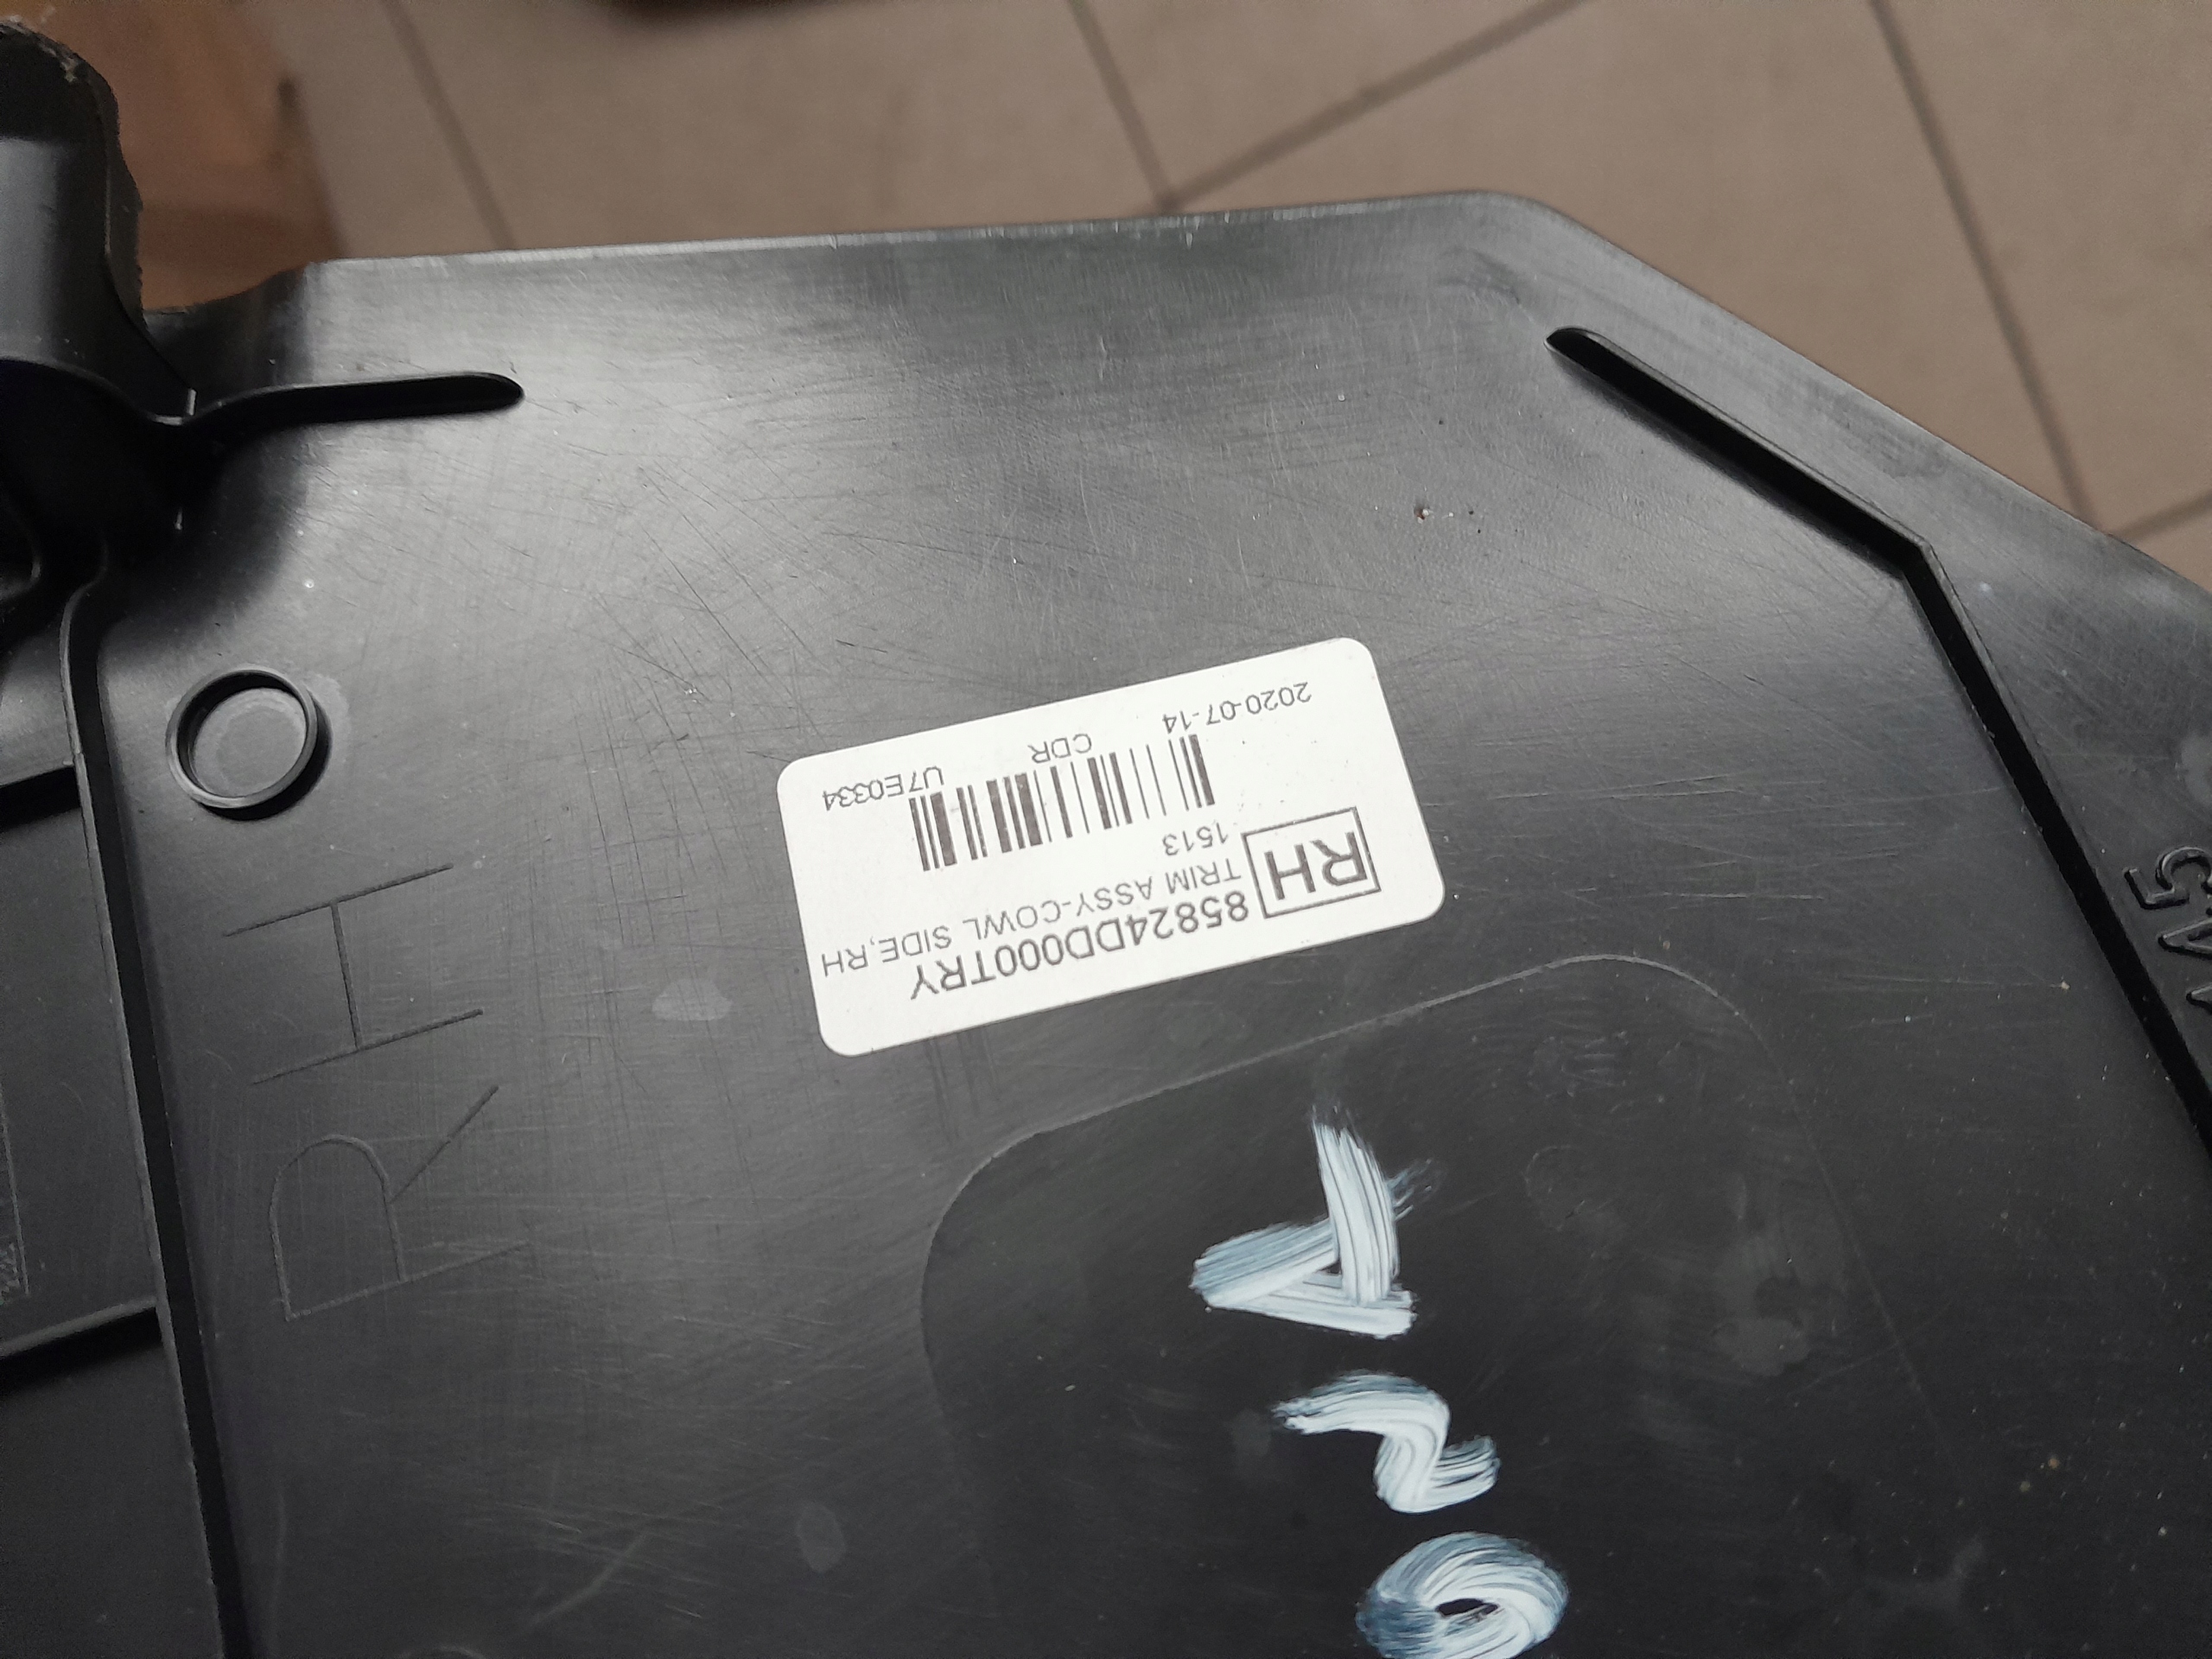 85824DD000TRY
TRIM ASSY-COWL SIDE,RH
RH
1513
U7E0334
CDR
2020-07-14
RH